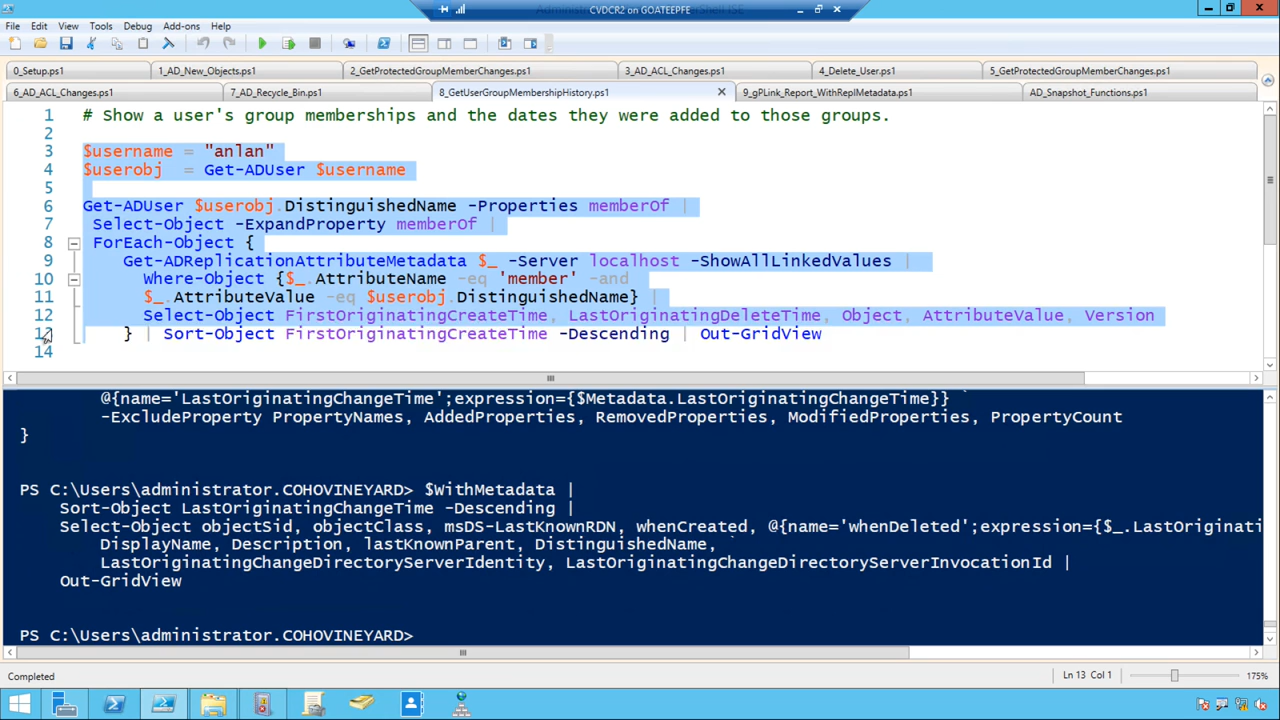 CVDCR2 on GOATEEPFE
File Edit View Tools Debug Add-ons Help
0_Setup.ps1 1_AD_New_Objects.ps1 2_GetProtectedGroupMemberChanges.ps1 3_AD_ACL_Changes.ps1 4_Delete_User.ps1 5_GetProtectedGroupMemberChanges.ps1
6_AD_ACL_Changes.ps1 7_AD_Recycle_Bin.ps1 8_GetUserGroupMembershipHistory.ps1 9_gPLink_Report_WithReplMetadata.ps1 AD_Snapshot_Functions.ps1
1 # Show a user's group memberships and the dates they were added to those groups.
2
3 $username = "anlan"
4 $userobj  = Get-ADUser $username
5
6 Get-ADUser $userobj.DistinguishedName -Properties memberOf |
7  Select-Object -ExpandProperty memberOf |
8  ForEach-Object {
9     Get-ADReplicationAttributeMetadata $_ -Server localhost -ShowAllLinkedValues |
10       Where-Object {$_.AttributeName -eq 'member' -and
11       $_.AttributeValue -eq $userobj.DistinguishedName} |
12       Select-Object FirstOriginatingCreateTime, LastOriginatingDeleteTime, Object, AttributeValue, Version
13     } | Sort-Object FirstOriginatingCreateTime -Descending | Out-GridView
14
@{name='LastOriginatingChangeTime';expression={$Metadata.LastOriginatingChangeTime}} `
-ExcludeProperty PropertyNames, AddedProperties, RemovedProperties, ModifiedProperties, PropertyCount
}
PS C:\Users\administrator.COHOVINEYARD> $WithMetadata |
Sort-Object LastOriginatingChangeTime -Descending |
Select-Object objectSid, objectClass, msDS-LastKnownRDN, whenCreated, @{name='whenDeleted';expression={$_.LastOriginati
DisplayName, Description, lastKnownParent, DistinguishedName, `
LastOriginatingChangeDirectoryServerIdentity, LastOriginatingChangeDirectoryServerInvocationId |
Out-GridView
PS C:\Users\administrator.COHOVINEYARD>
Completed Ln 13 Col 1 175%